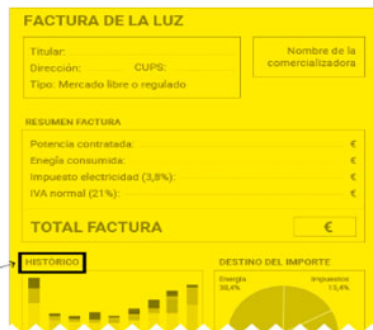 FACTURA DE LA LUZ
Titular:
Dirección: CUPS:
Tipo: Mercado libre o regulado
Nombre de la
comercializadora
RESUMEN FACTURA
Potencia contratada: €
Enegía consumida: €
Impuesto electricidad (3,8%): €
IVA normal (21%): €
TOTAL FACTURA €
HISTÓRICO
DESTINO DEL IMPORTE
Energía
38,4%
Impuestos
13,4%